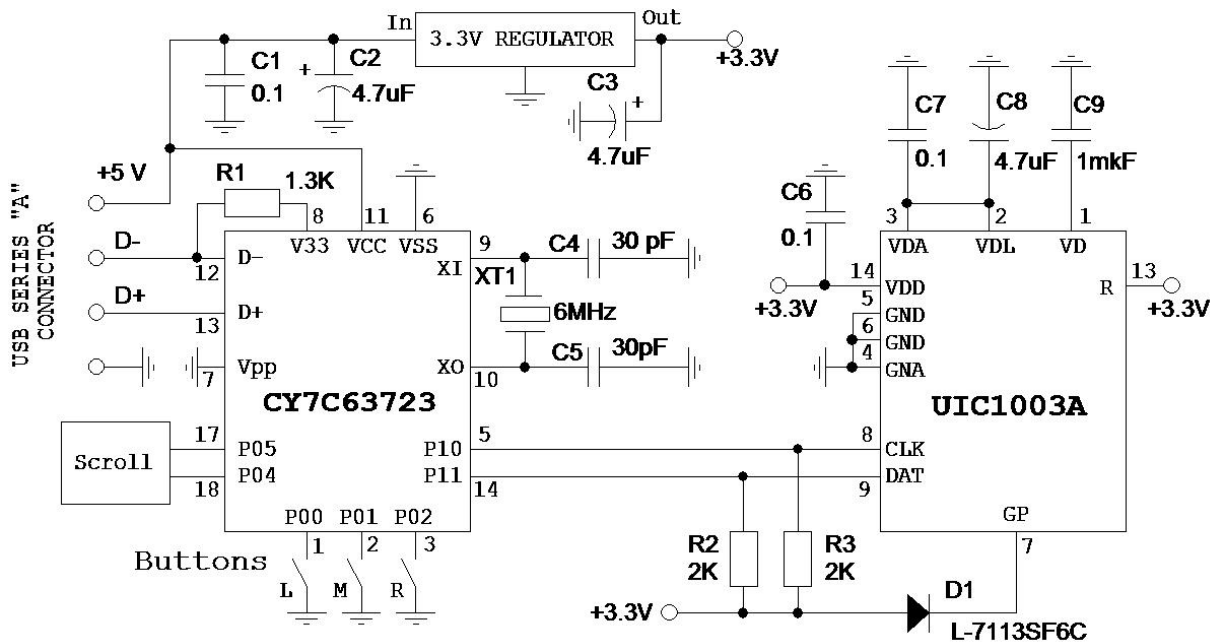 In
3.3V REGULATOR
Out
+3.3V
C1
0.1
+
C2
4.7uF
C3
+
4.7uF
C7
0.1
C8
4.7uF
C9
1mkF
+5 V
R1
1.3K
C6
0.1
USB SERIES "A"
CONNECTOR
D-
D+
8
11
6
V33
VCC
VSS
12
D-
13
D+
7
Vpp
CY7C63723
17
P05
18
P04
Scroll
P00
P01
P02
1
2
3
Buttons
L
M
R
9
XI
XT1
6MHz
XO
10
C4
30 pF
C5
30pF
5
P10
P11
14
3
2
1
VDA
VDL
VD
14
VDD
+3.3V
5
GND
6
GND
4
GNA
R
13
+3.3V
UIC1003A
8
CLK
9
DAT
GP
7
R2
2K
R3
2K
+3.3V
D1
L-7113SF6C